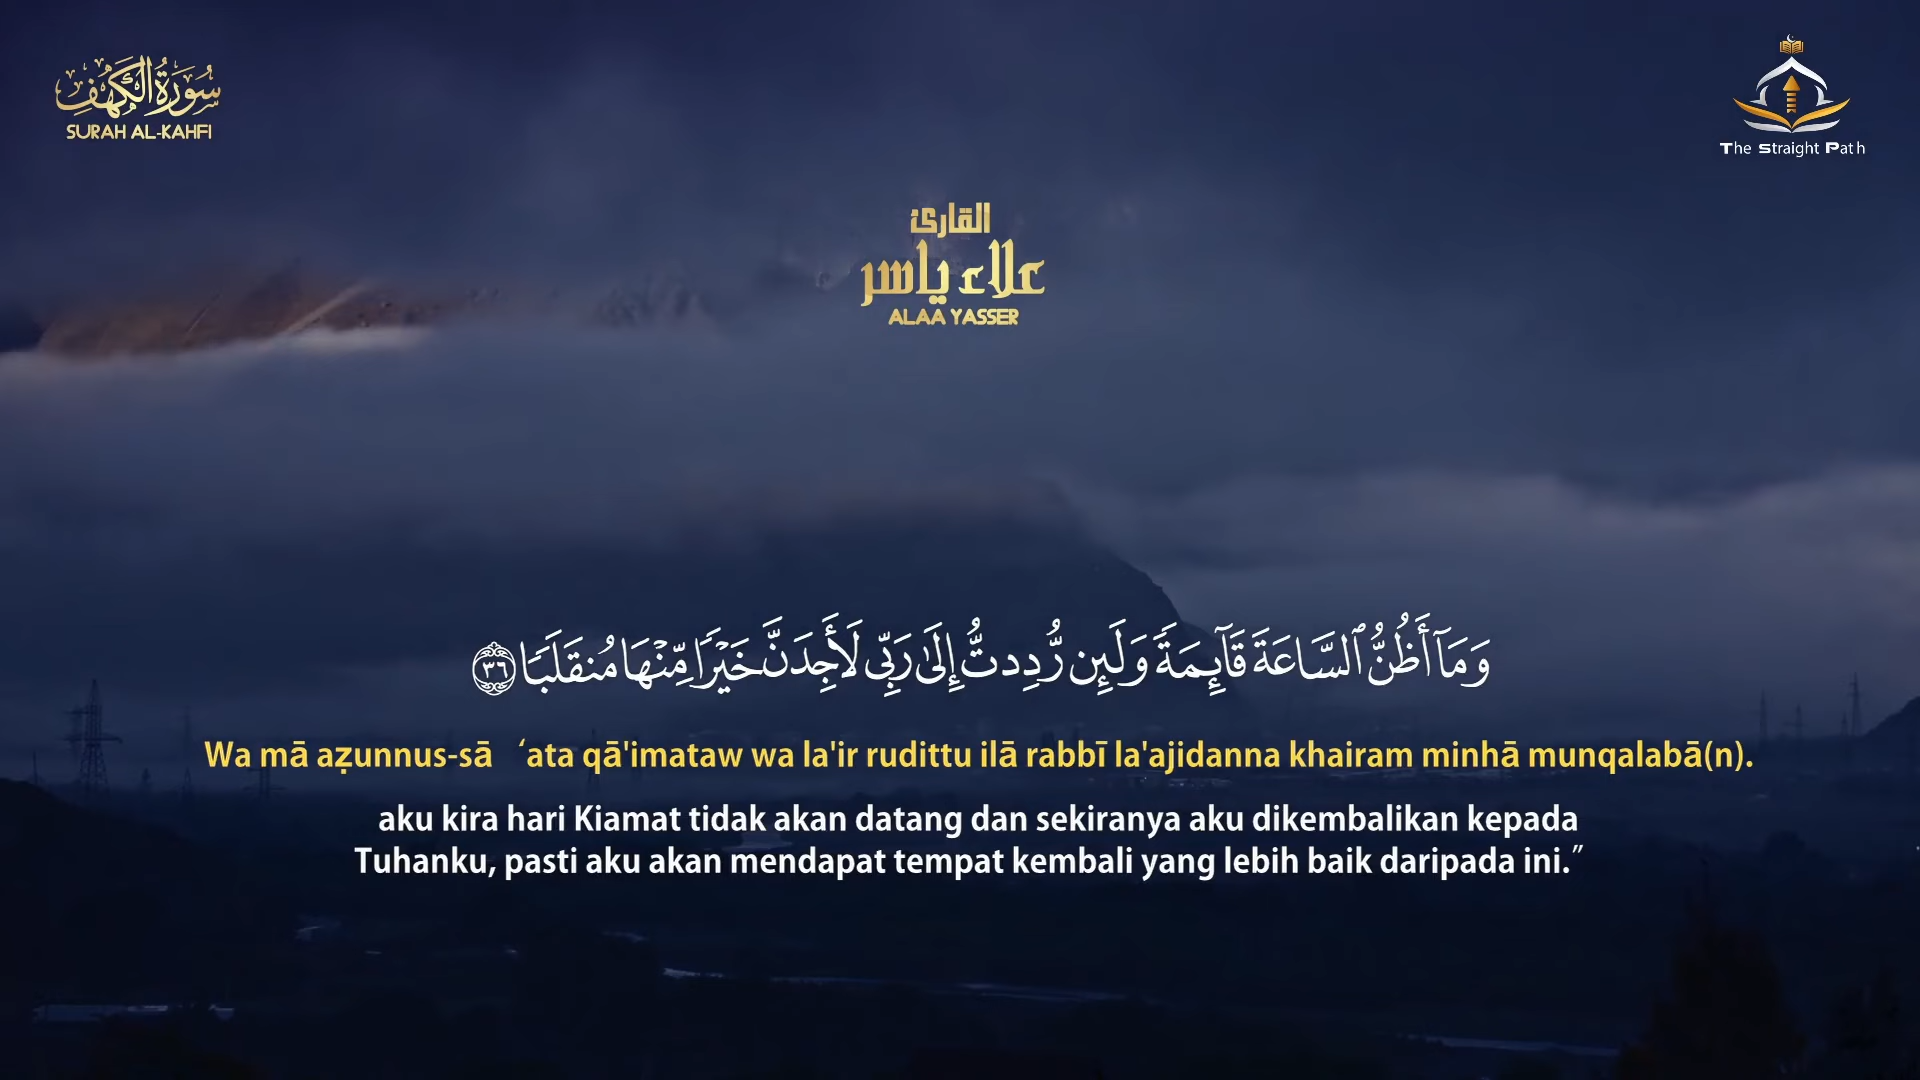 سُورَةُ الْكَهْفِ
SURAH AL-KAHFI
The Straight Path
القارئ
علاء ياسر
ALAA YASSER
وَمَآ أَظُنُّ ٱلسَّاعَةَ قَآئِمَةً وَلَئِن رُّدِدتُّ إِلَىٰ رَبِّى لَأَجِدَنَّ خَيْرًا مِّنْهَا مُنقَلَبًا ٣٦
Wa mā aẓunnus-sā ‘ata qā'imataw wa la'ir rudittu ilā rabbī la'ajidanna khairam minhā munqalabā(n).
aku kira hari Kiamat tidak akan datang dan sekiranya aku dikembalikan kepada
Tuhanku, pasti aku akan mendapat tempat kembali yang lebih baik daripada ini.”